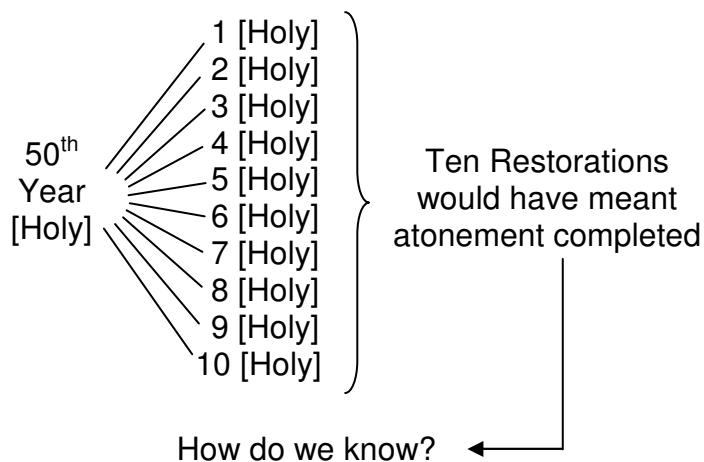 1 [Holy]
2 [Holy]
3 [Holy]
4 [Holy]
5 [Holy]
6 [Holy]
7 [Holy]
8 [Holy]
9 [Holy]
10 [Holy]
50th
Year
[Holy]
Ten Restorations
would have meant
atonement completed
How do we know?